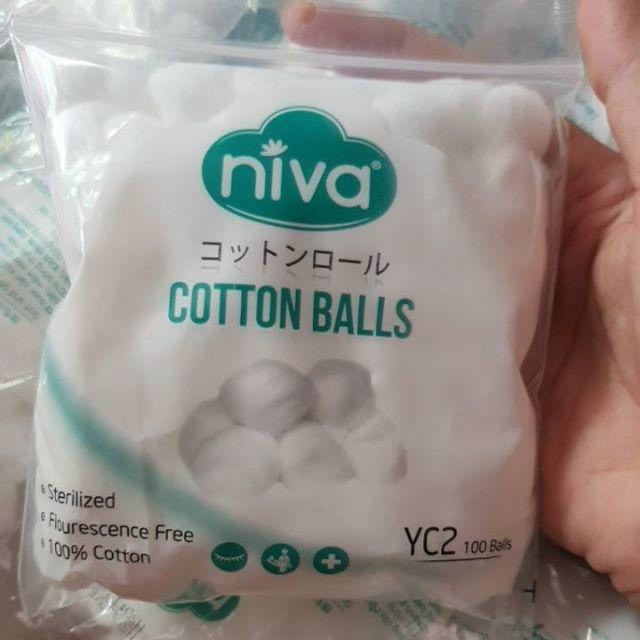 niva®
コットンロール
COTTON BALLS
• Sterilized
• Flourescence Free
• 100% Cotton
YC2 100 Balls